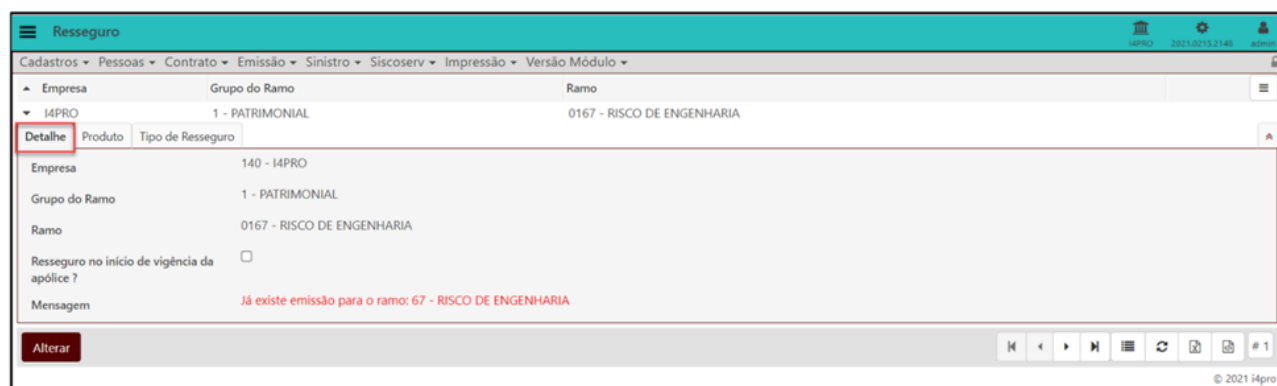 Resseguro
I4PRO 2021.0215.2140 admin
Cadastros Pessoas Contrato Emissão Sinistro Siscoserv Impressão Versão Módulo
Empresa Grupo do Ramo Ramo
I4PRO 1 - PATRIMONIAL 0167 - RISCO DE ENGENHARIA
Detalhe Produto Tipo de Resseguro
Empresa 140 - I4PRO
Grupo do Ramo 1 - PATRIMONIAL
Ramo 0167 - RISCO DE ENGENHARIA
Resseguro no início de vigência da
apólice ?
Mensagem Já existe emissão para o ramo: 67 - RISCO DE ENGENHARIA
Alterar # 1
© 2021 i4pro